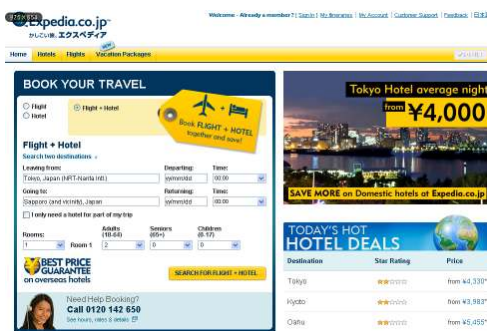 Expedia.co.jp
かしこい旅、エクスペディア
Welcome - Already a member? Sign in My Itineraries My Account Customer Support Feedback
Home Hotels Flights Vacation Packages
NEW
BOOK YOUR TRAVEL
Flight
Flight + Hotel
Hotel
Book FLIGHT + HOTEL
together and save!
Flight + Hotel
Search two destinations
Leaving from: Departing: Time:
Tokyo, Japan (NRT-Narita Intl.) yy/mm/dd 00:00
Going to: Returning: Time:
Sapporo (and vicinity), Japan yy/mm/dd 00:00
I only need a hotel for part of my trip
Rooms: Adults (18-64) Seniors (65+) Children (0-17)
1 Room 1 2 0 0
BEST PRICE
GUARANTEE
on overseas hotels
SEARCH FOR FLIGHT + HOTEL
Need Help Booking?
Call 0120 142 650
See hours, rates & details
Tokyo Hotel average night
from ¥4,000
SAVE MORE on Domestic hotels at Expedia.co.jp
TODAY'S HOT
HOTEL DEALS
Destination Star Rating Price
Tokyo from ¥4,330*
Kyoto from ¥3,983*
Oahu from ¥5,455*